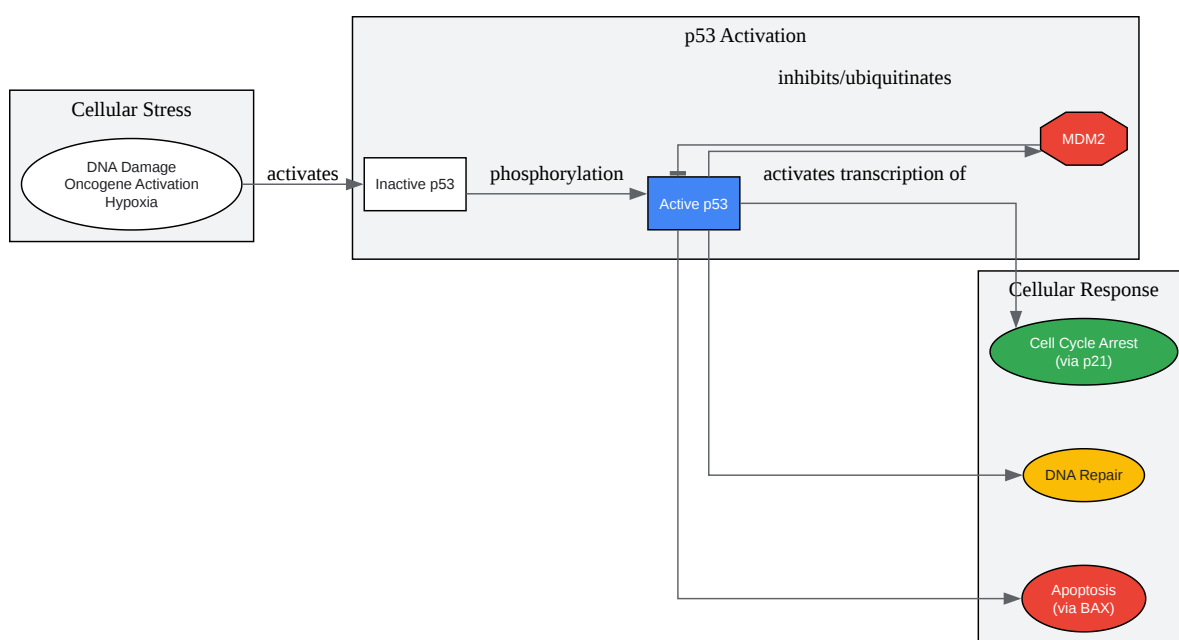 p53 Activation
inhibits/ubiquitinates
Cellular Stress
MDM2
DNA Damage
Oncogene Activation
Hypoxia
activates
Inactive p53
phosphorylation
activates transcription of
Active p53
Cellular Response
Cell Cycle Arrest
(via p21)
DNA Repair
Apoptosis
(via BAX)